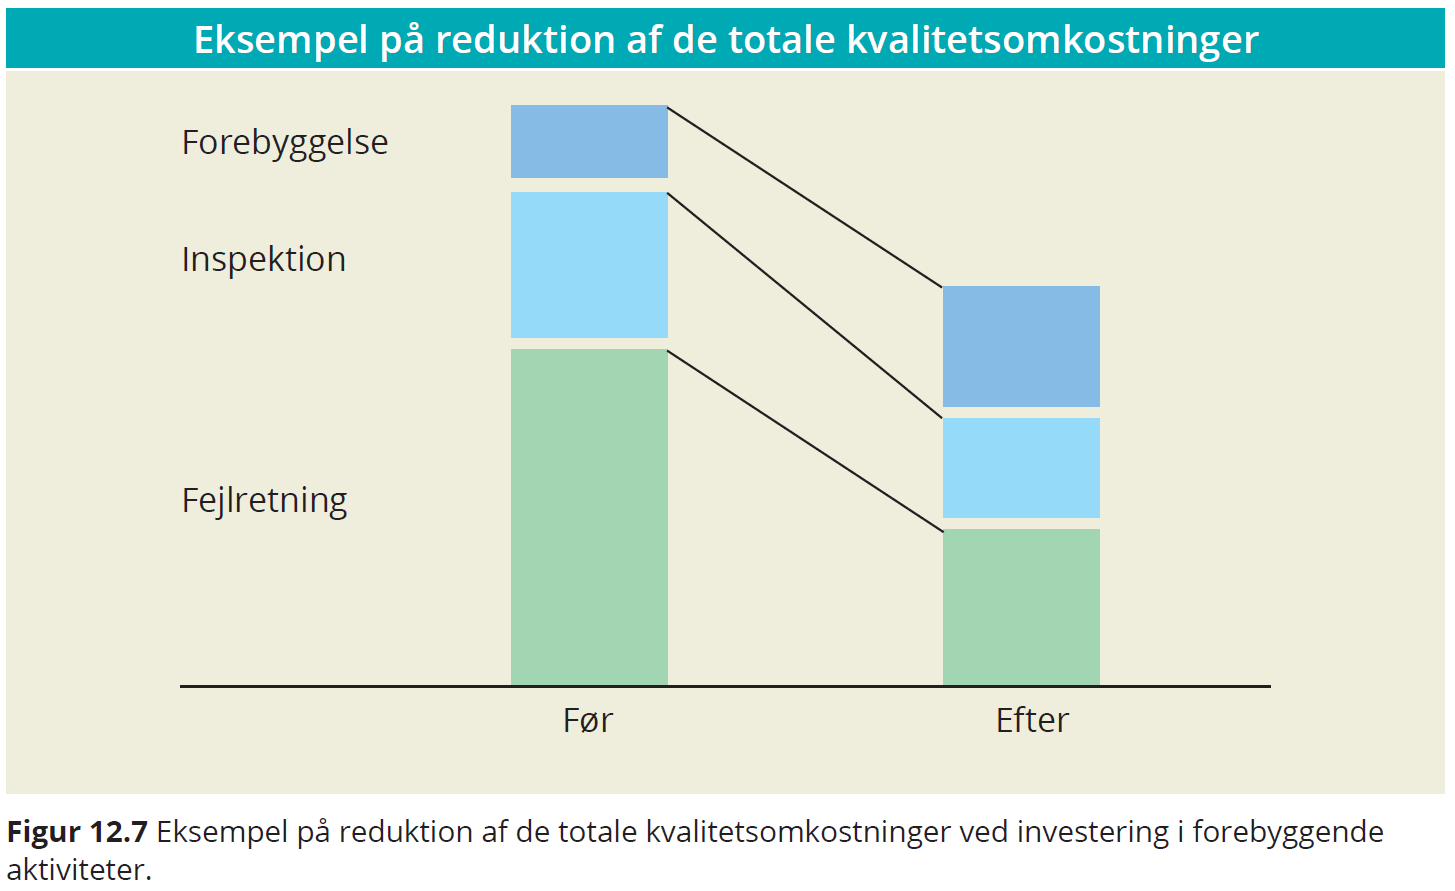 Eksempel på reduktion af de totale kvalitetsomkostninger
Forebyggelse
Inspektion
Fejlretning
Før
Efter
Figur 12.7 Eksempel på reduktion af de totale kvalitetsomkostninger ved investering i forebyggende
aktiviteter.